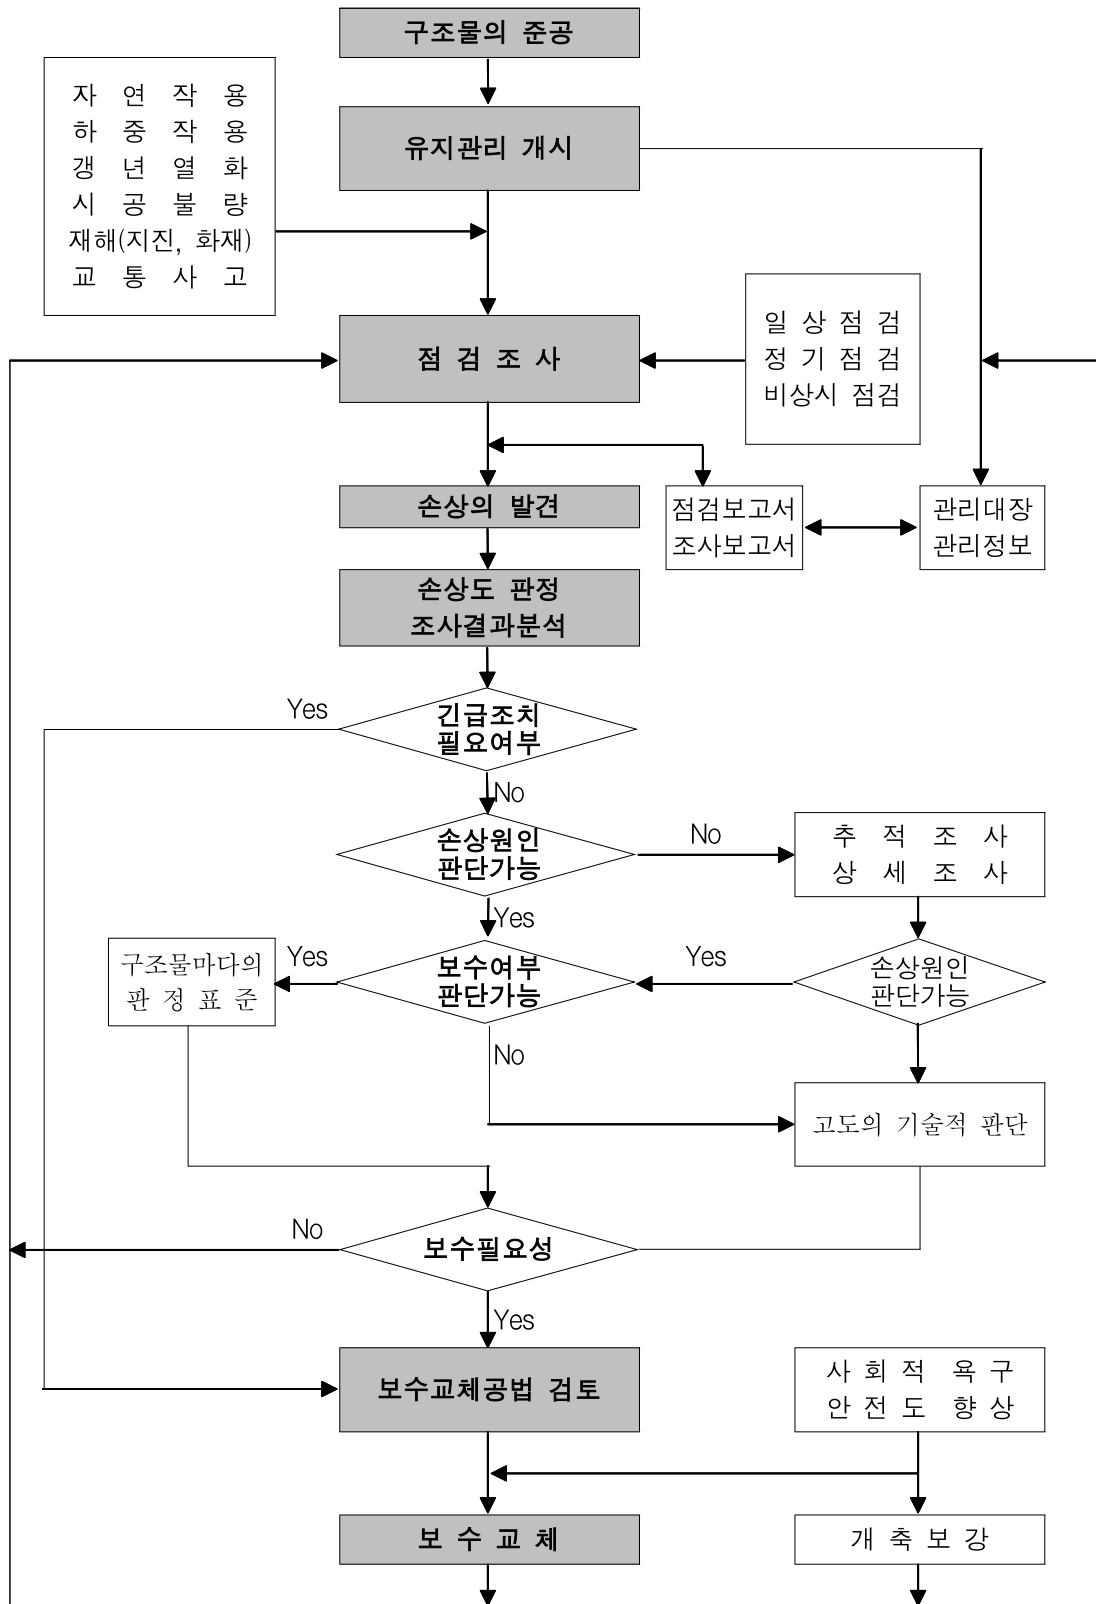 구조물의 준공
자 연 작 용
하 중 작 용
갱 년 열 화
시 공 불 량
재해(지진, 화재)
교 통 사 고
유지관리 개시
점 검 조 사
일 상 점 검
정 기 점 검
비상시 점검
손상의 발견
점검보고서
조사보고서
관리대장
관리정보
손상도 판정
조사결과분석
Yes
긴급조치
필요여부
No
손상원인
판단가능
No
추 적 조 사
상 세 조 사
Yes
구조물마다의
판 정 표 준
Yes
보수여부
판단가능
Yes
손상원인
판단가능
No
고도의 기술적 판단
No
보수필요성
Yes
보수교체공법 검토
사 회 적 욕 구
안 전 도 향 상
보 수 교 체
개 축 보 강